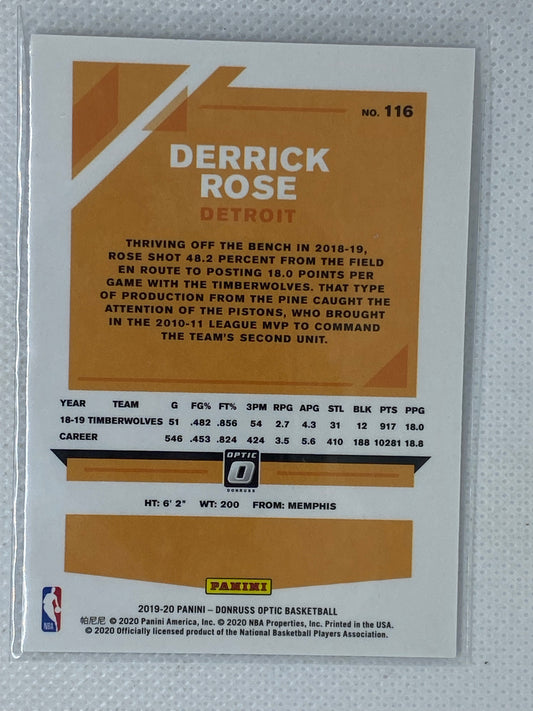 NO. 116
DERRICK
ROSE
DETROIT
THRIVING OFF THE BENCH IN 2018-19,
ROSE SHOT 48.2 PERCENT FROM THE FIELD
EN ROUTE TO POSTING 18.0 POINTS PER
GAME WITH THE TIMBERWOLVES. THAT TYPE
OF PRODUCTION FROM THE PINE CAUGHT THE
ATTENTION OF THE PISTONS, WHO BROUGHT
IN THE 2010-11 LEAGUE MVP TO COMMAND
THE TEAM'S SECOND UNIT.
YEAR TEAM G FG% FT% 3PM RPG APG STL BLK PTS PPG
18-19 TIMBERWOLVES 51 .482 .856 54 2.7 4.3 31 12 917 18.0
CAREER 546 .453 .824 424 3.5 5.6 410 188 10281 18.8
OPTIC
DONRUSS
HT: 6' 2" WT: 200 FROM: MEMPHIS
PANINI
2019-20 PANINI – DONRUSS OPTIC BASKETBALL
帕尼尼 © 2020 Panini America, Inc. © 2020 NBA Properties, Inc. Printed in the USA.
© 2020 Officially licensed product of the National Basketball Players Association.
NBA